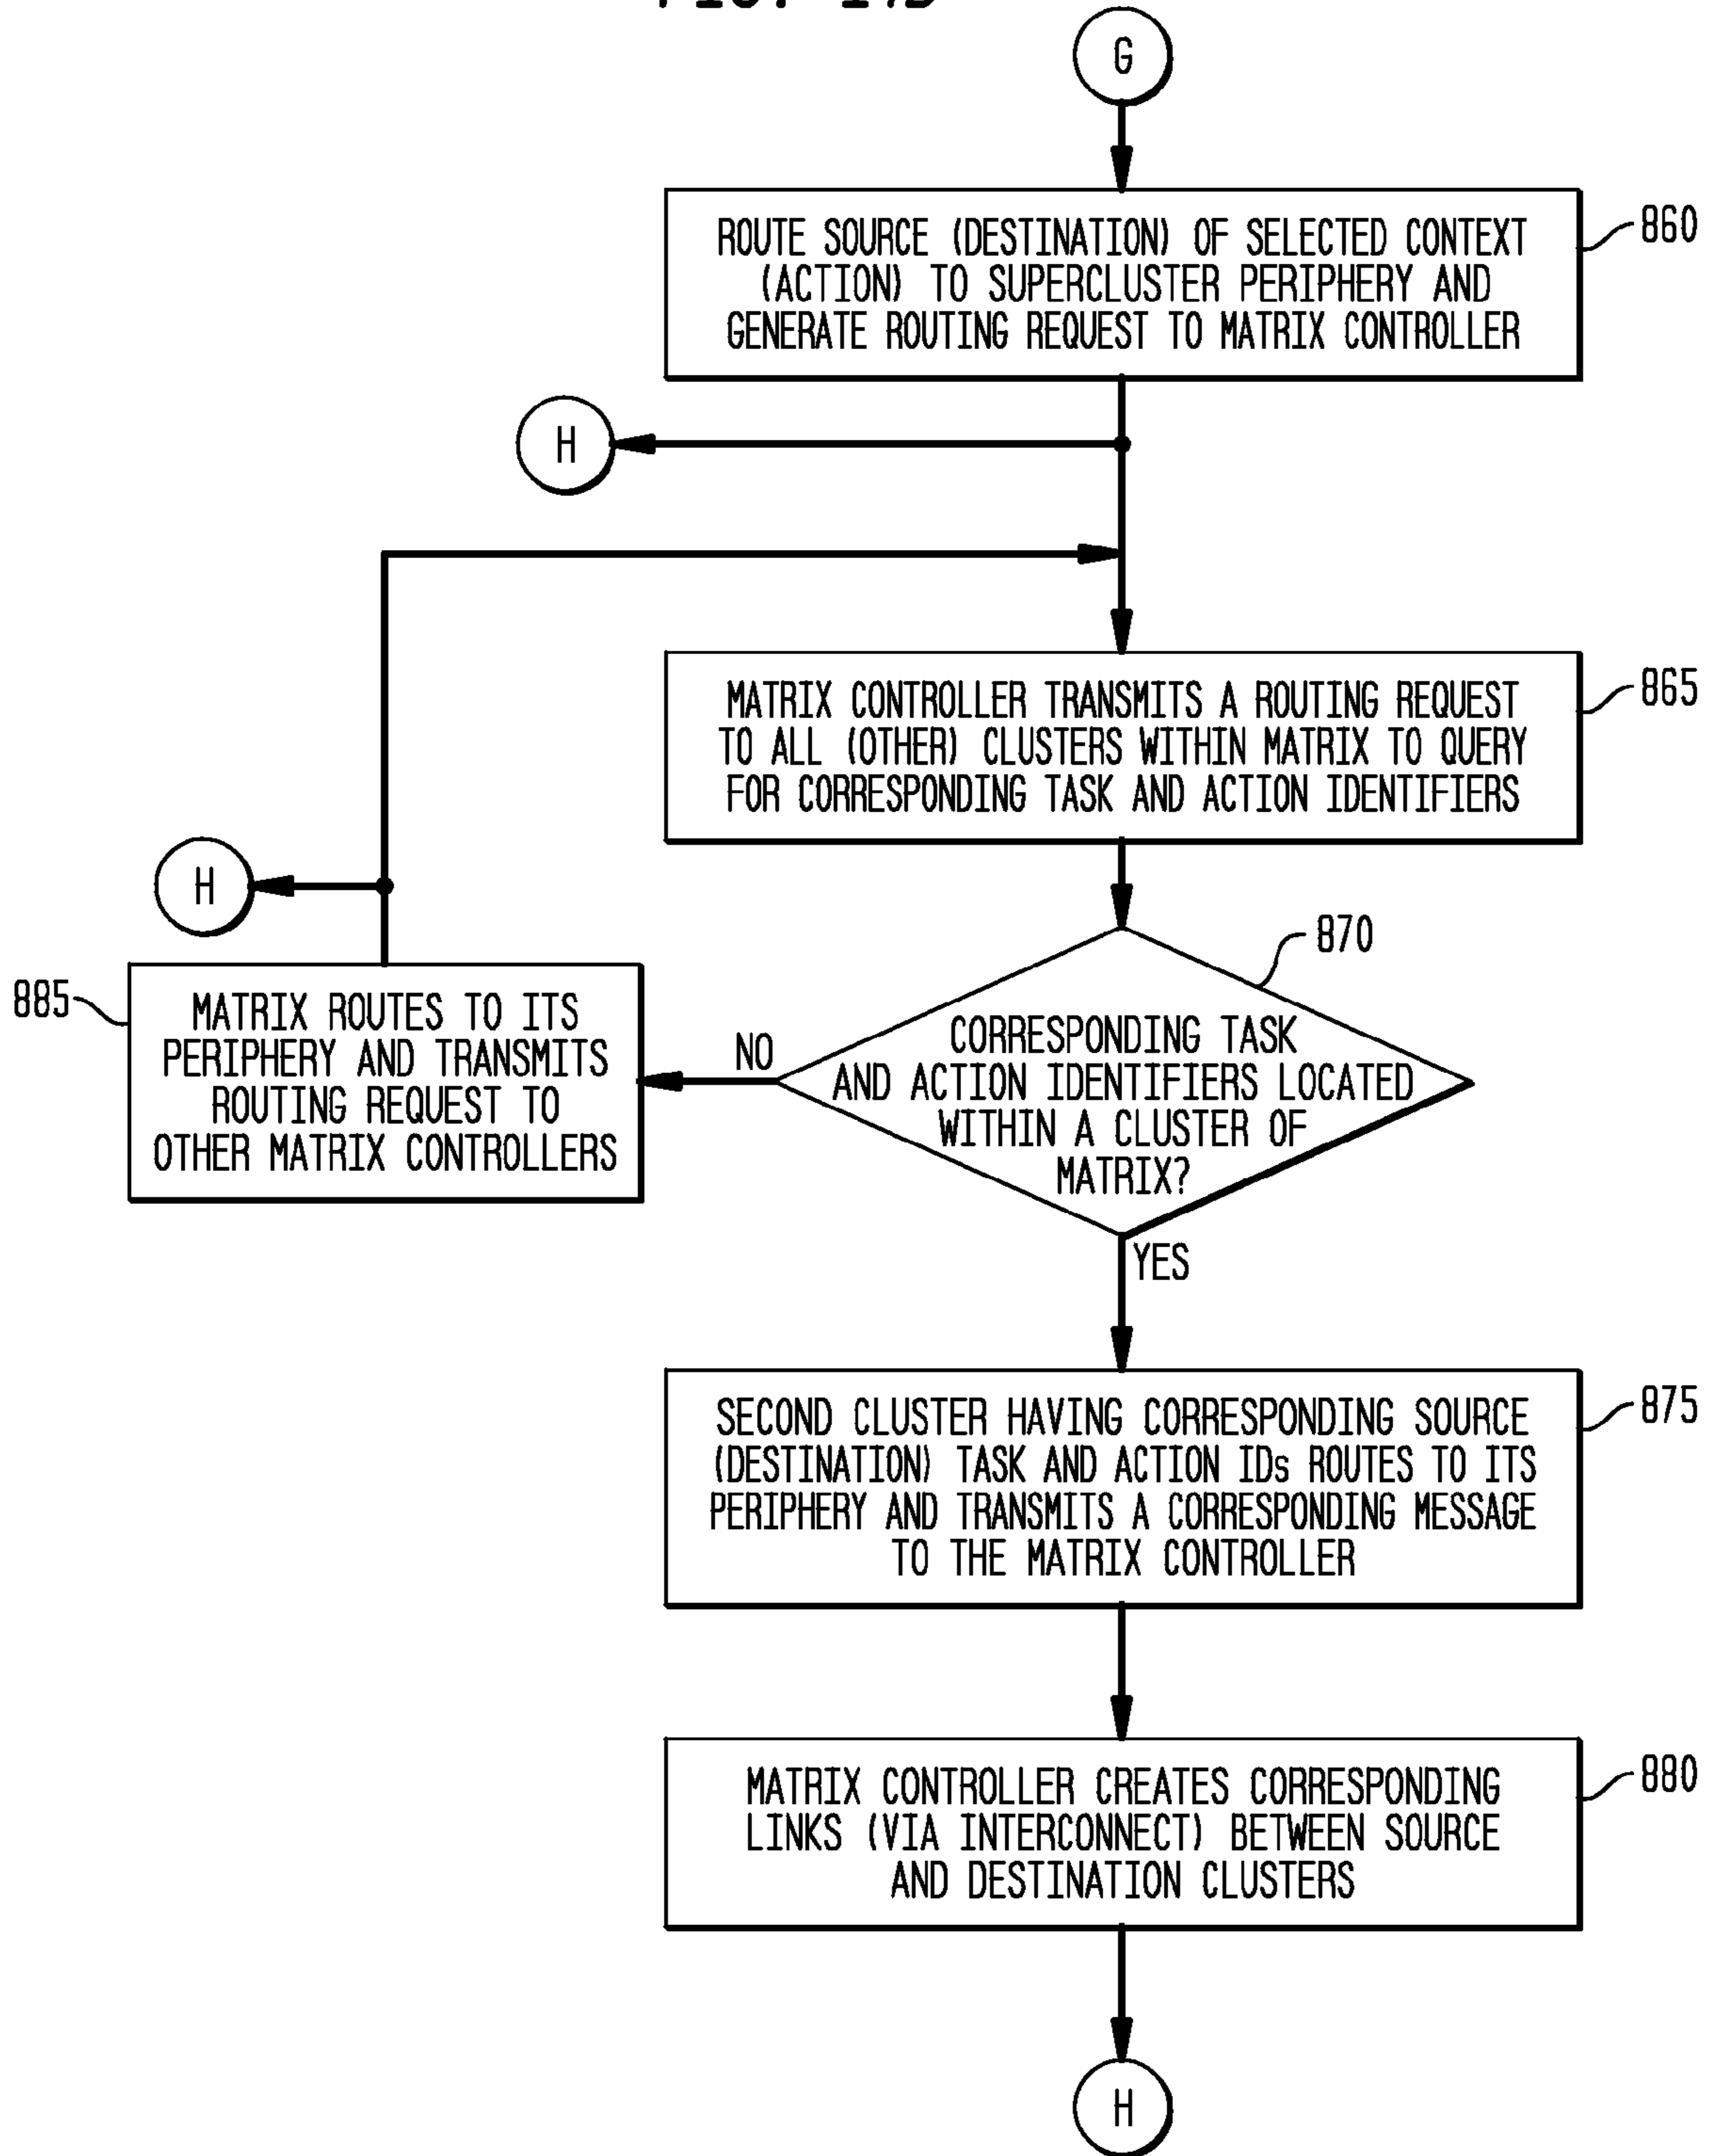 G
ROUTE SOURCE (DESTINATION) OF SELECTED CONTEXT
(ACTION) TO SUPERCLUSTER PERIPHERY AND
GENERATE ROUTING REQUEST TO MATRIX CONTROLLER
860
H
MATRIX CONTROLLER TRANSMITS A ROUTING REQUEST
TO ALL (OTHER) CLUSTERS WITHIN MATRIX TO QUERY
FOR CORRESPONDING TASK AND ACTION IDENTIFIERS
865
H
870
885
MATRIX ROUTES TO ITS
PERIPHERY AND TRANSMITS
ROUTING REQUEST TO
OTHER MATRIX CONTROLLERS
NO
CORRESPONDING TASK
AND ACTION IDENTIFIERS LOCATED
WITHIN A CLUSTER OF
MATRIX?
YES
SECOND CLUSTER HAVING CORRESPONDING SOURCE
(DESTINATION) TASK AND ACTION IDs ROUTES TO ITS
PERIPHERY AND TRANSMITS A CORRESPONDING MESSAGE
TO THE MATRIX CONTROLLER
875
MATRIX CONTROLLER CREATES CORRESPONDING
LINKS (VIA INTERCONNECT) BETWEEN SOURCE
AND DESTINATION CLUSTERS
880
H